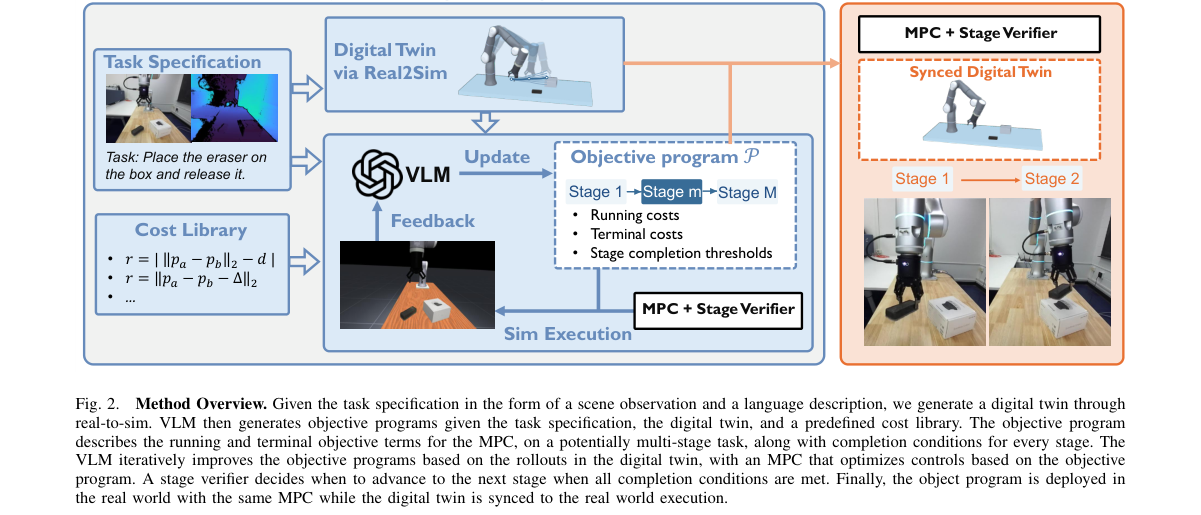 Task Specification
Task: Place the eraser on
the box and release it.
Cost Library
• r = | ‖pₐ − p_b‖₂ − d |
• r = ‖pₐ − p_b − Δ‖₂
• ...
Digital Twin
via Real2Sim
VLM
Update
Feedback
Objective program 𝒫
Stage 1
Stage m
Stage M
• Running costs
• Terminal costs
• Stage completion thresholds
MPC + Stage Verifier
Sim Execution
MPC + Stage Verifier
Synced Digital Twin
Stage 1
Stage 2
Fig. 2. Method Overview. Given the task specification in the form of a scene observation and a language description, we generate a digital twin through
real-to-sim. VLM then generates objective programs given the task specification, the digital twin, and a predefined cost library. The objective program
describes the running and terminal objective terms for the MPC, on a potentially multi-stage task, along with completion conditions for every stage. The
VLM iteratively improves the objective programs based on the rollouts in the digital twin, with an MPC that optimizes controls based on the objective
program. A stage verifier decides when to advance to the next stage when all completion conditions are met. Finally, the object program is deployed in
the real world with the same MPC while the digital twin is synced to the real world execution.